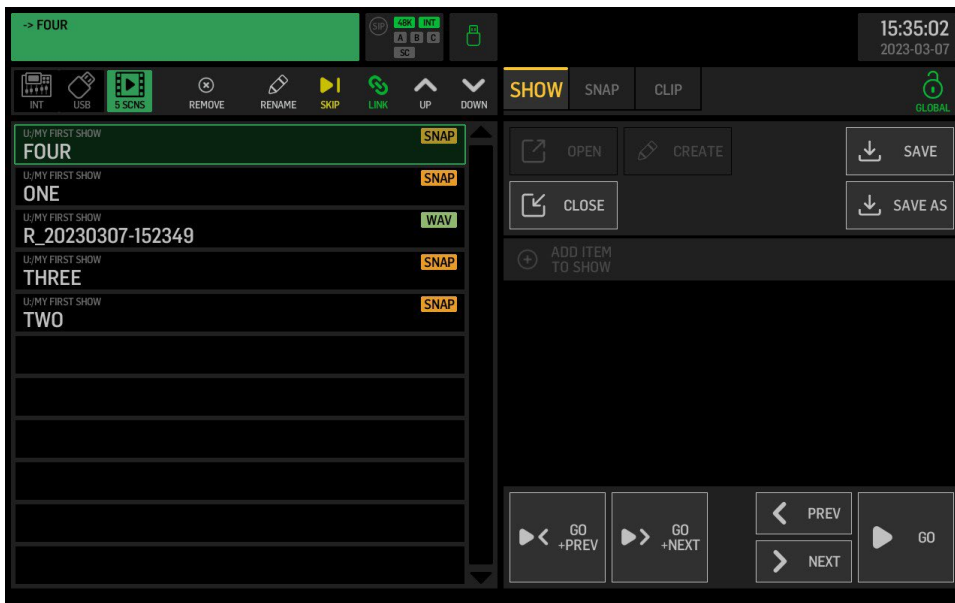 -> FOUR
SIP
48K INT
A B C
SC
15:35:02
2023-03-07
INT
USB
5 SCNS
REMOVE
RENAME
SKIP
LINK
UP
DOWN
SHOW
SNAP
CLIP
GLOBAL
U:/MY FIRST SHOW
FOUR
SNAP
U:/MY FIRST SHOW
ONE
SNAP
U:/MY FIRST SHOW
R_20230307-152349
WAV
U:/MY FIRST SHOW
THREE
SNAP
U:/MY FIRST SHOW
TWO
SNAP
OPEN
CREATE
SAVE
CLOSE
SAVE AS
ADD ITEM
TO SHOW
GO
+PREV
GO
+NEXT
PREV
NEXT
GO